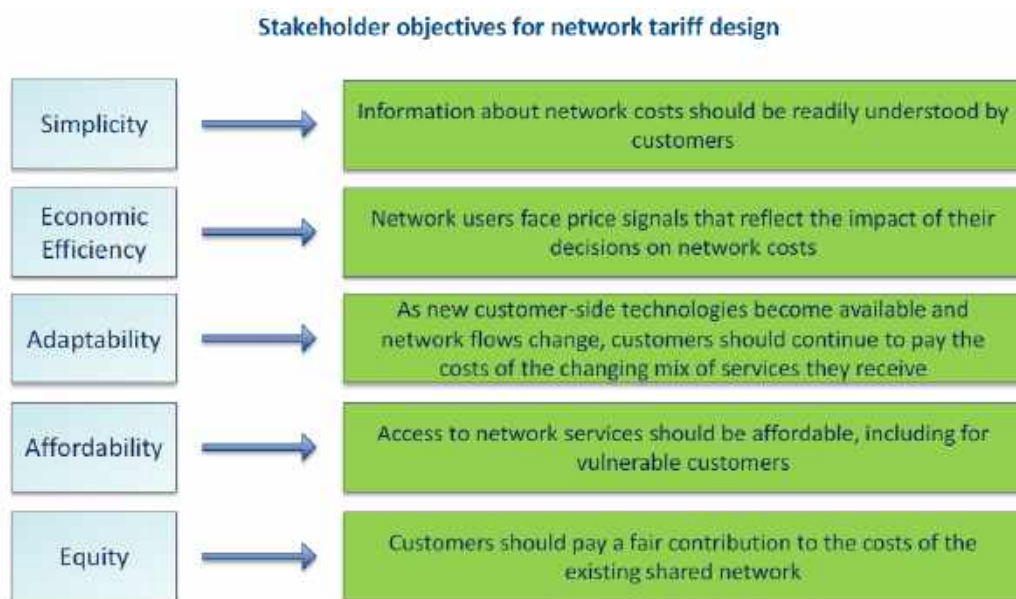 Stakeholder objectives for network tariff design
Simplicity
Information about network costs should be readily understood by
customers
Economic
Efficiency
Network users face price signals that reflect the impact of their
decisions on network costs
Adaptability
As new customer-side technologies become available and
network flows change, customers should continue to pay the
costs of the changing mix of services they receive
Affordability
Access to network services should be affordable, including for
vulnerable customers
Equity
Customers should pay a fair contribution to the costs of the
existing shared network